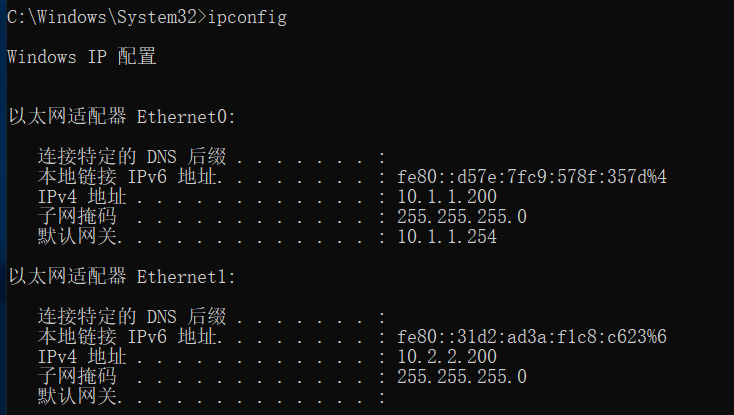 C:\Windows\System32>ipconfig
Windows IP 配置
以太网适配器 Ethernet0:
连接特定的 DNS 后缀 . . . . . . . :
本地链接 IPv6 地址. . . . . . . . : fe80::d57e:7fc9:578f:357d%4
IPv4 地址 . . . . . . . . . . . . : 10.1.1.200
子网掩码  . . . . . . . . . . . . : 255.255.255.0
默认网关. . . . . . . . . . . . . : 10.1.1.254
以太网适配器 Ethernet1:
连接特定的 DNS 后缀 . . . . . . . :
本地链接 IPv6 地址. . . . . . . . : fe80::31d2:ad3a:f1c8:c623%6
IPv4 地址 . . . . . . . . . . . . : 10.2.2.200
子网掩码  . . . . . . . . . . . . : 255.255.255.0
默认网关. . . . . . . . . . . . . :